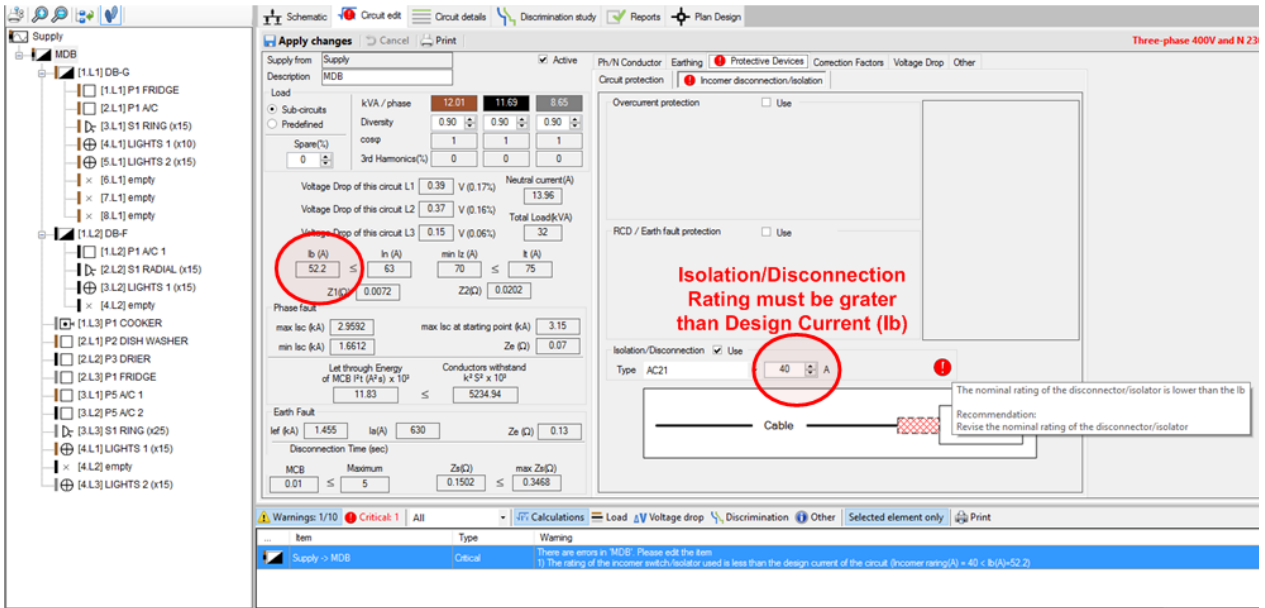 Schematic Circuit edit Circuit details Discrimination study Reports Plan Design
Supply
MDB
[1.L1] DB-G
[1.L1] P1 FRIDGE
[2.L1] P1 A/C
[3.L1] S1 RING (x15)
[4.L1] LIGHTS 1 (x10)
[5.L1] LIGHTS 2 (x15)
[6.L1] empty
[7.L1] empty
[8.L1] empty
[1.L2] DB-F
[1.L2] P1 A/C 1
[2.L2] S1 RADIAL (x15)
[3.L2] LIGHTS 1 (x15)
[4.L2] empty
[1.L3] P1 COOKER
[2.L1] P2 DISH WASHER
[2.L2] P3 DRIER
[2.L3] P1 FRIDGE
[3.L1] P5 A/C 1
[3.L2] P5 A/C 2
[3.L3] S1 RING (x25)
[4.L1] LIGHTS 1 (x15)
[4.L2] empty
[4.L3] LIGHTS 2 (x15)
Apply changes Cancel Print
Three-phase 400V and N 23
Supply from Supply Active
Description MDB
Load
Sub-circuits
Predefined
Spare(%)
0
kVA / phase 12.01 11.69 8.65
Diversity 0.90 0.90 0.90
cosφ 1 1 1
3rd Harmonics(%) 0 0 0
Voltage Drop of this circuit L1 0.39 V (0.17%)
Voltage Drop of this circuit L2 0.37 V (0.16%)
Voltage Drop of this circuit L3 0.15 V (0.06%)
Neutral current(A)
13.96
Total Load(kVA)
32
Ib (A) In (A) min Iz (A) It (A)
52.2 ≤ 63 70 ≤ 75
Z1(Ω) 0.0072 Z2(Ω) 0.0202
Phase fault
max Isc (kA) 2.9592 max Isc at starting point (kA) 3.15
min Isc (kA) 1.6612 Ze (Ω) 0.07
Let through Energy
of MCB I²t (A²s) x 10³
11.83
≤
Conductors withstand
k² S² x 10³
5234.94
Earth Fault
Ief (kA) 1.455 Ia(A) 630 Ze (Ω) 0.13
Disconnection Time (sec)
MCB Maximum Zs(Ω) max Zs(Ω)
0.01 ≤ 5 0.1502 ≤ 0.3468
Ph/N Conductor Earthing Protective Devices Correction Factors Voltage Drop Other
Circuit protection Incomer disconnection/isolation
Overcurrent protection Use
RCD / Earth fault protection Use
Isolation/Disconnection
Rating must be grater
than Design Current (Ib)
Isolation/Disconnection Use
Type AC21 40 A
The nominal rating of the disconnector/isolator is lower than the Ib
Recommendation:
Revise the nominal rating of the disconnector/isolator
Cable
Warnings: 1/10 Critical: 1 All Calculations Load ΔV Voltage drop Discrimination Other Selected element only Print
... Item Type Warning
Supply -> MDB Critical
There are errors in 'MDB'. Please edit the item
1) The rating of the incomer switch/isolator used is less than the design current of the circuit (Incomer raring(A) = 40 < Ib(A)=52.2)